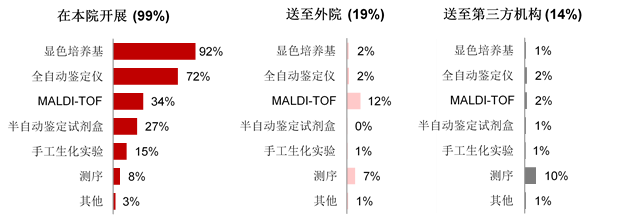 在本院开展 (99%)
显色培养基 92%
全自动鉴定仪 72%
MALDI-TOF 34%
半自动鉴定试剂盒 27%
手工生化实验 15%
测序 8%
其他 3%
送至外院 (19%)
显色培养基 2%
全自动鉴定仪 2%
MALDI-TOF 12%
半自动鉴定试剂盒 0%
手工生化实验 1%
测序 7%
其他 1%
送至第三方机构 (14%)
显色培养基 1%
全自动鉴定仪 2%
MALDI-TOF 2%
半自动鉴定试剂盒 1%
手工生化实验 1%
测序 10%
其他 1%